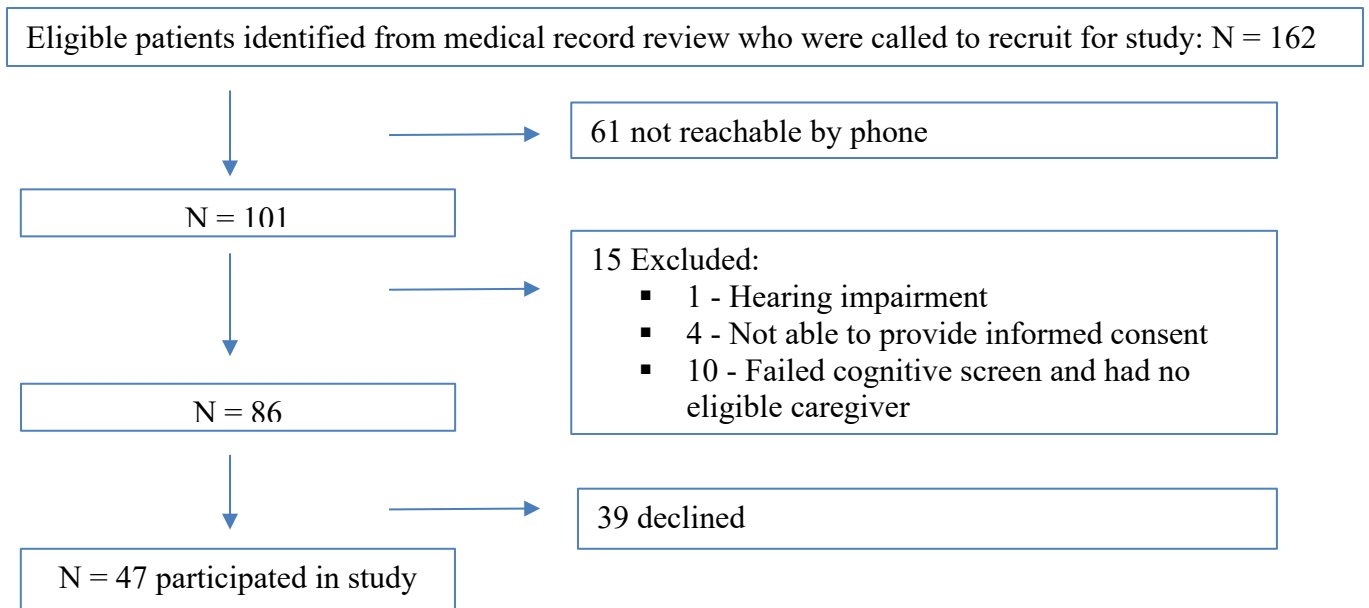 Eligible patients identified from medical record review who were called to recruit for study: N = 162
61 not reachable by phone
N = 101
15 Excluded:
▪ 1 - Hearing impairment
▪ 4 - Not able to provide informed consent
▪ 10 - Failed cognitive screen and had no
eligible caregiver
N = 86
39 declined
N = 47 participated in study